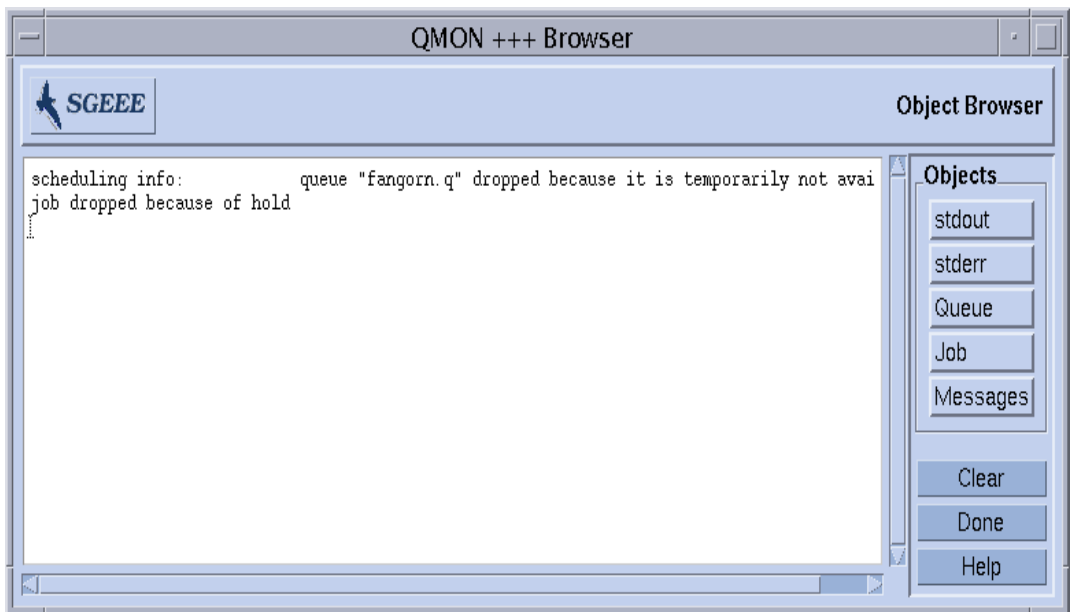 QMON +++ Browser
SGEEE
Object Browser
scheduling info: queue "fangorn.q" dropped because it is temporarily not avai
job dropped because of hold
Objects
stdout
stderr
Queue
Job
Messages
Clear
Done
Help